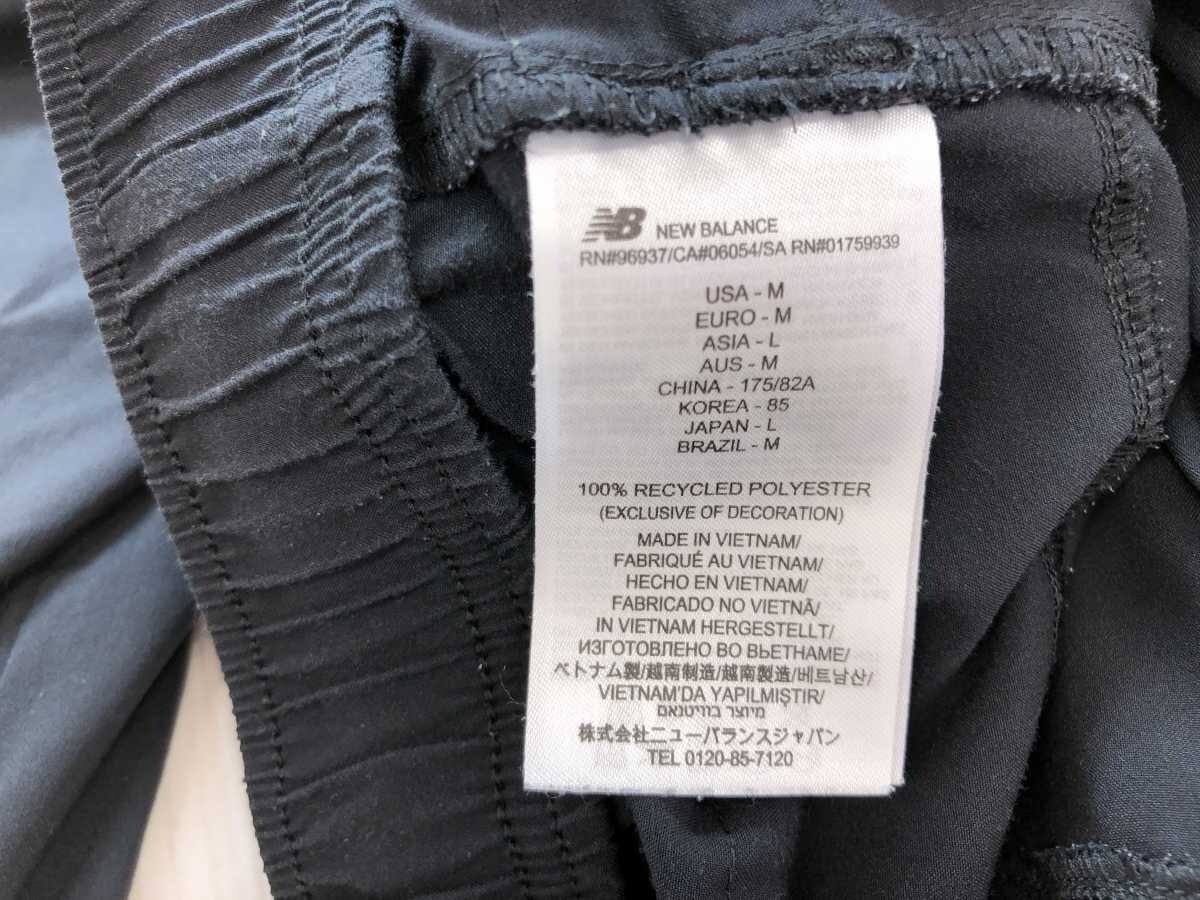 NB NEW BALANCE
RN#96937/CA#06054/SA RN#01759939
USA - M
EURO - M
ASIA - L
AUS - M
CHINA - 175/82A
KOREA - 85
JAPAN - L
BRAZIL - M
100% RECYCLED POLYESTER
(EXCLUSIVE OF DECORATION)
MADE IN VIETNAM/
FABRIQUÉ AU VIETNAM/
HECHO EN VIETNAM/
FABRICADO NO VIETNÃ/
IN VIETNAM HERGESTELLT/
ИЗГОТОВЛЕНО ВО ВЬЕТНАМЕ/
ベトナム製/越南制造/越南製造/베트남산/
VIETNAM'DA YAPILMIŞTIR/
מיוצר בווייטנאם
株式会社ニューバランスジャパン
TEL 0120-85-7120